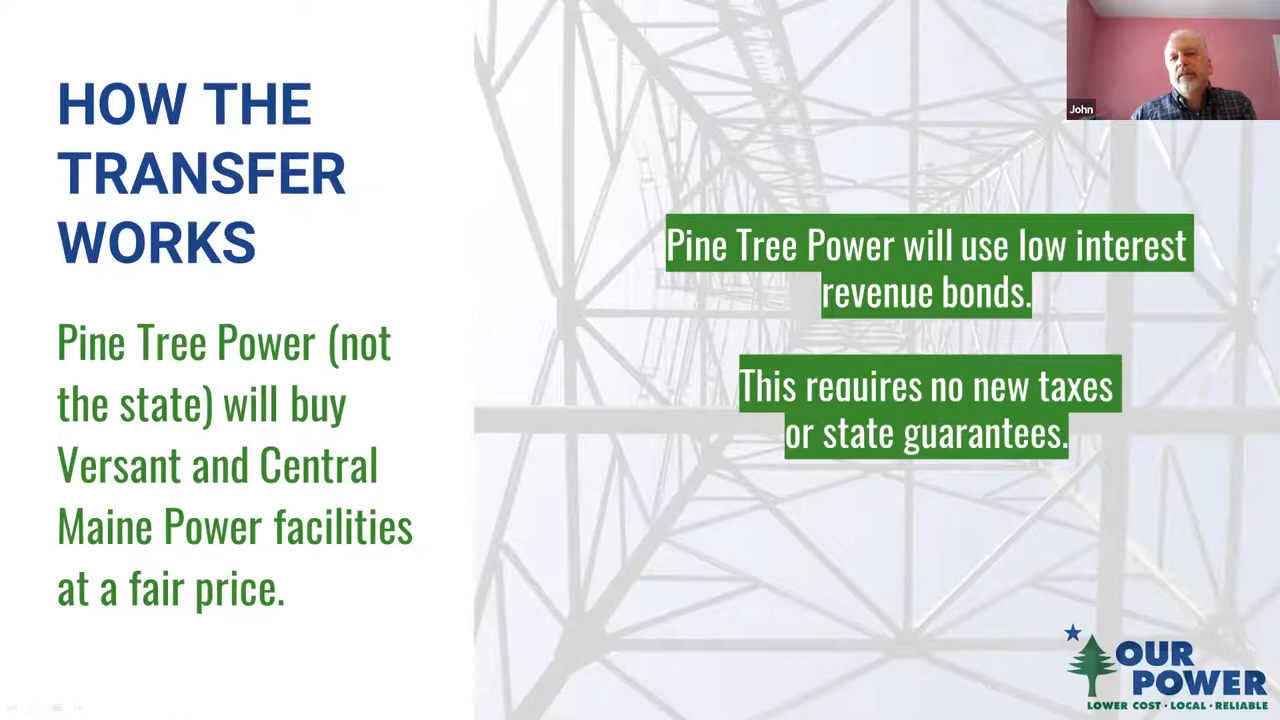 HOW THE
TRANSFER
WORKS
Pine Tree Power (not
the state) will buy
Versant and Central
Maine Power facilities
at a fair price.
John
Pine Tree Power will use low interest
revenue bonds.
This requires no new taxes
or state guarantees.
OUR
POWER
LOWER COST • LOCAL • RELIABLE